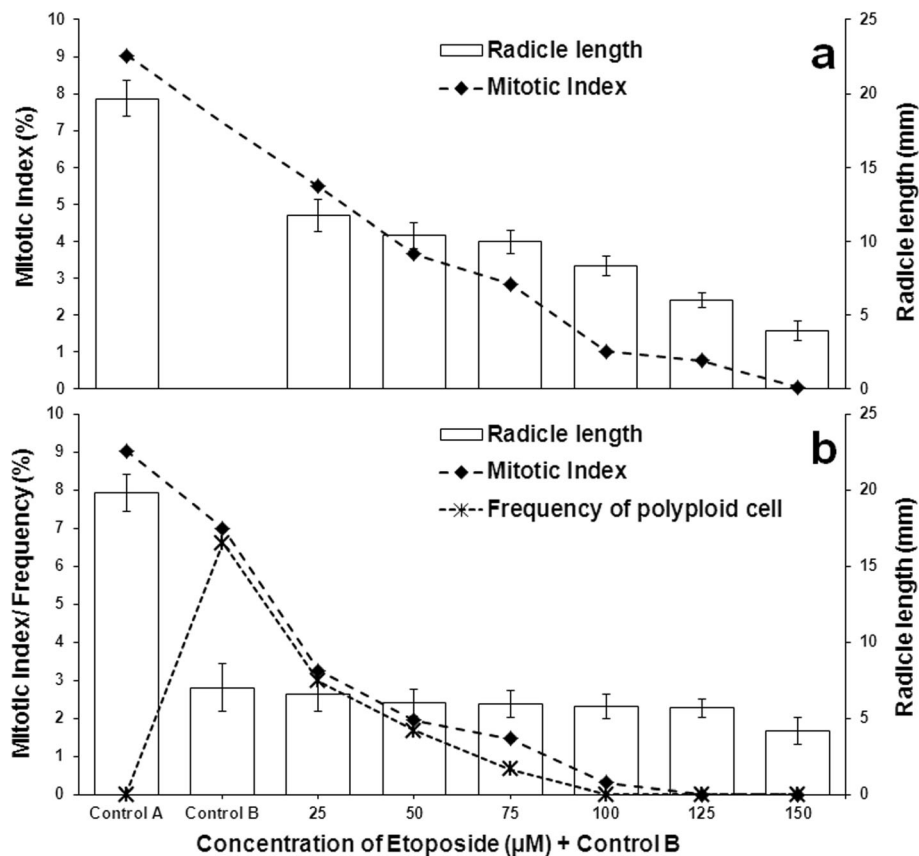 10
9
8
7
6
5
4
3
2
1
0
Mitotic Index (%)
Radicle length
Mitotic Index
a
25
20
15
10
5
0
Radicle length (mm)
10
9
8
7
6
5
4
3
2
1
0
Mitotic Index/ Frequency (%)
Radicle length
Mitotic Index
Frequency of polyploid cell
b
25
20
15
10
5
0
Radicle length (mm)
Control A Control B 25 50 75 100 125 150
Concentration of Etoposide (µM) + Control B